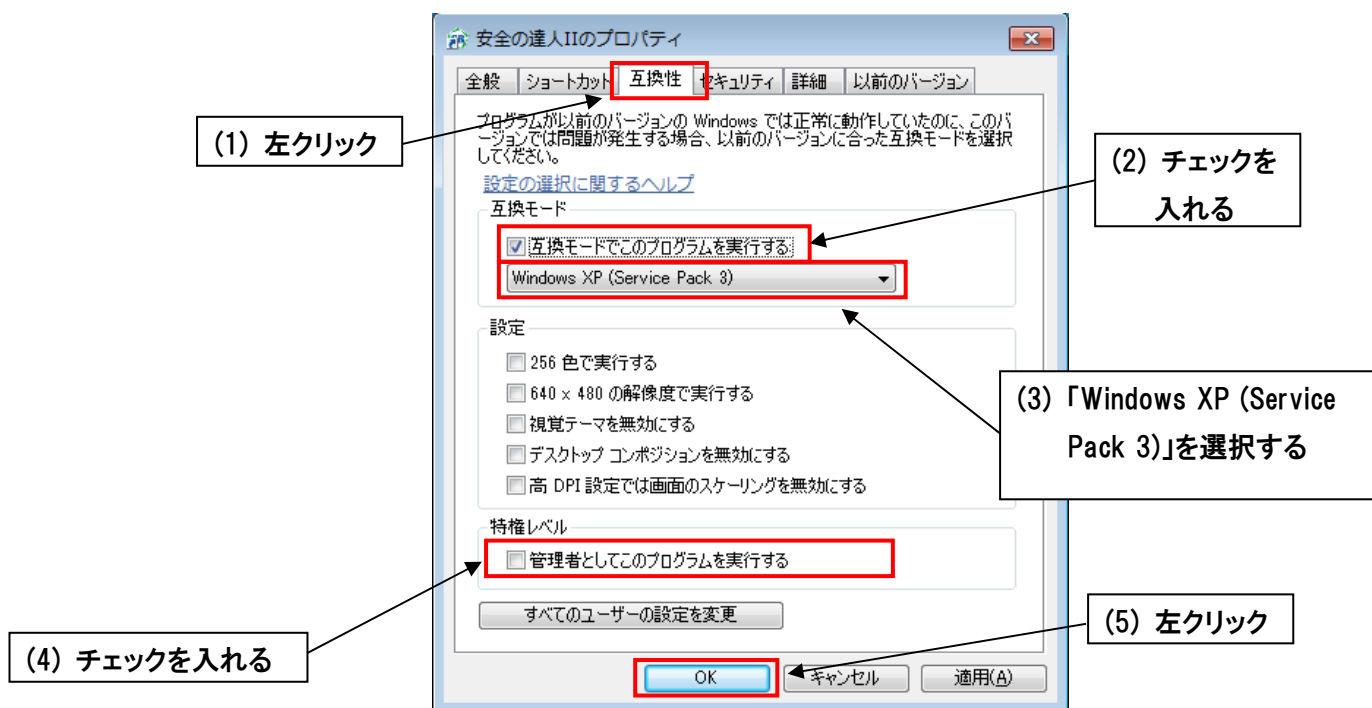 安全の達人IIのプロパティ
全般 ショートカット 互換性 セキュリティ 詳細 以前のバージョン
プログラムが以前のバージョンの Windows では正常に動作していたのに、このバ
ージョンでは問題が発生する場合、以前のバージョンに合った互換モードを選択
してください。
設定の選択に関するヘルプ
互換モード
互換モードでこのプログラムを実行する
Windows XP (Service Pack 3)
設定
256 色で実行する
640 x 480 の解像度で実行する
視覚テーマを無効にする
デスクトップ コンポジションを無効にする
高 DPI 設定では画面のスケーリングを無効にする
特権レベル
管理者としてこのプログラムを実行する
すべてのユーザーの設定を変更
OK キャンセル 適用(A)
(1) 左クリック
(2) チェックを
入れる
(3) 「Windows XP (Service
Pack 3)」を選択する
(4) チェックを入れる
(5) 左クリック